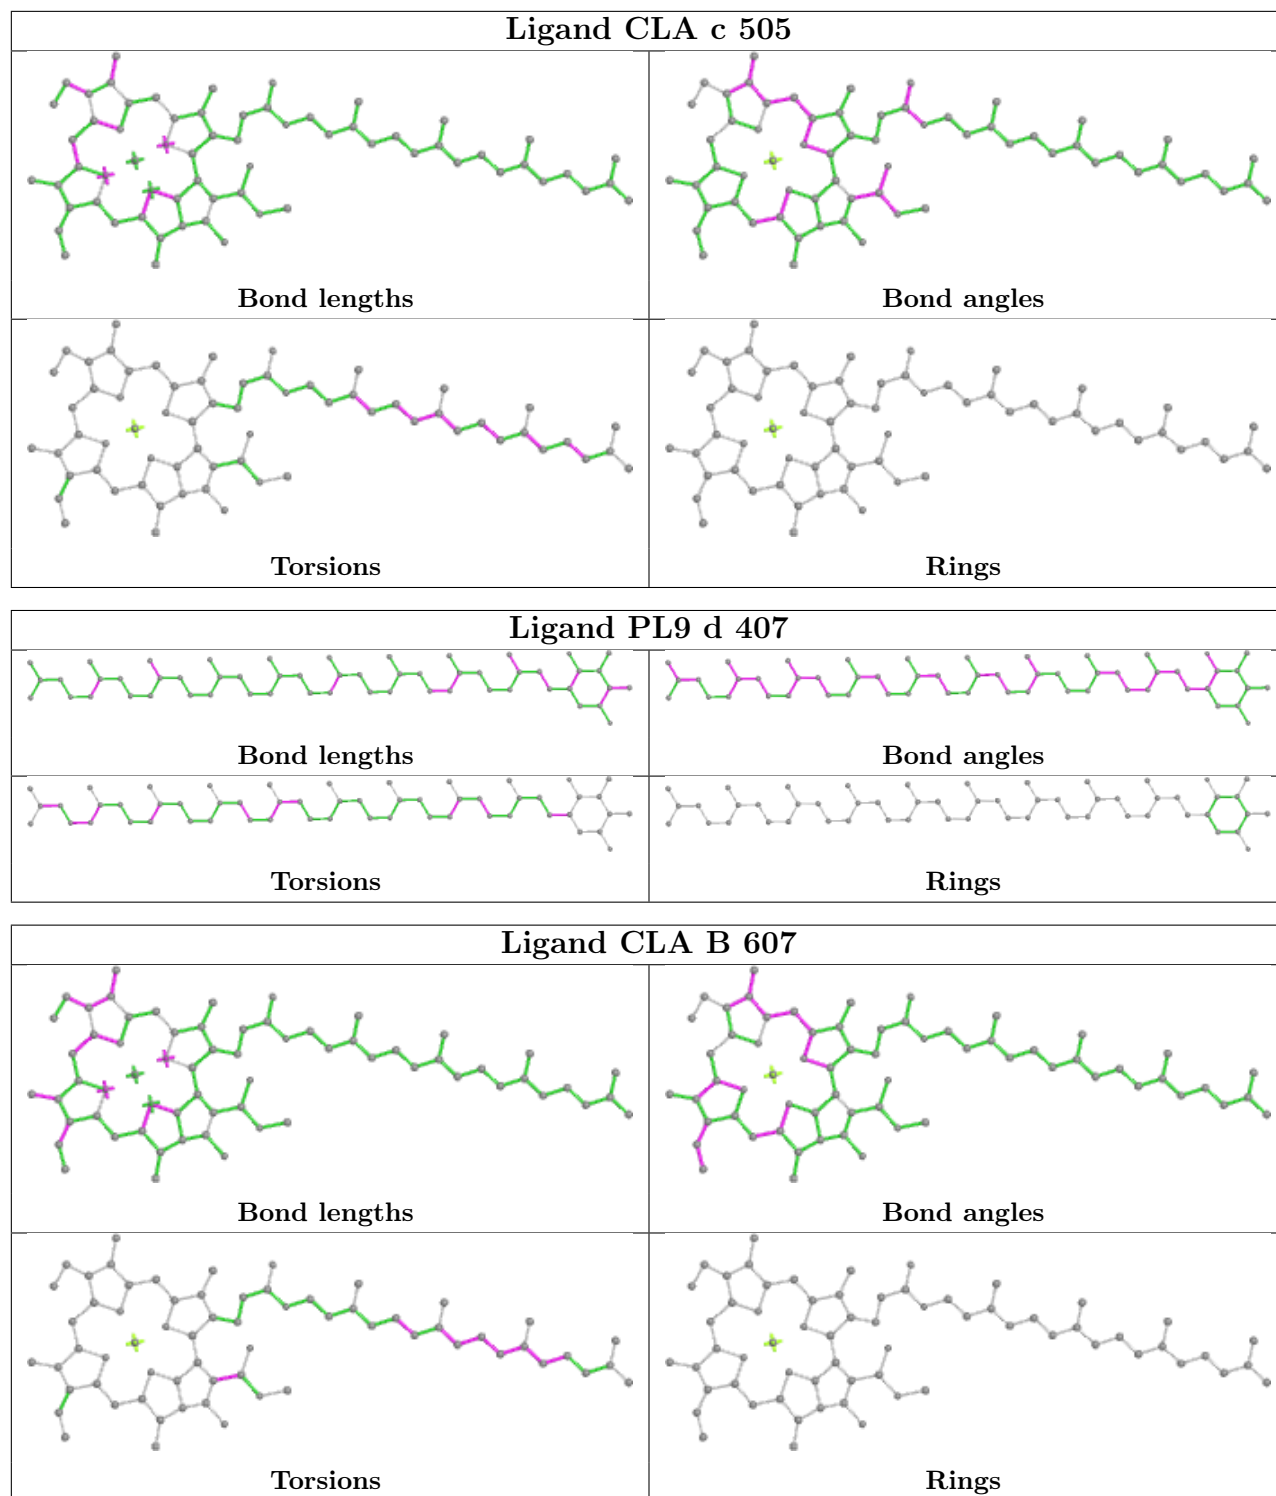 Ligand CLA c 505
Bond lengths
Bond angles
Torsions
Rings
Ligand PL9 d 407
Bond lengths
Bond angles
Torsions
Rings
Ligand CLA B 607
Bond lengths
Bond angles
Torsions
Rings